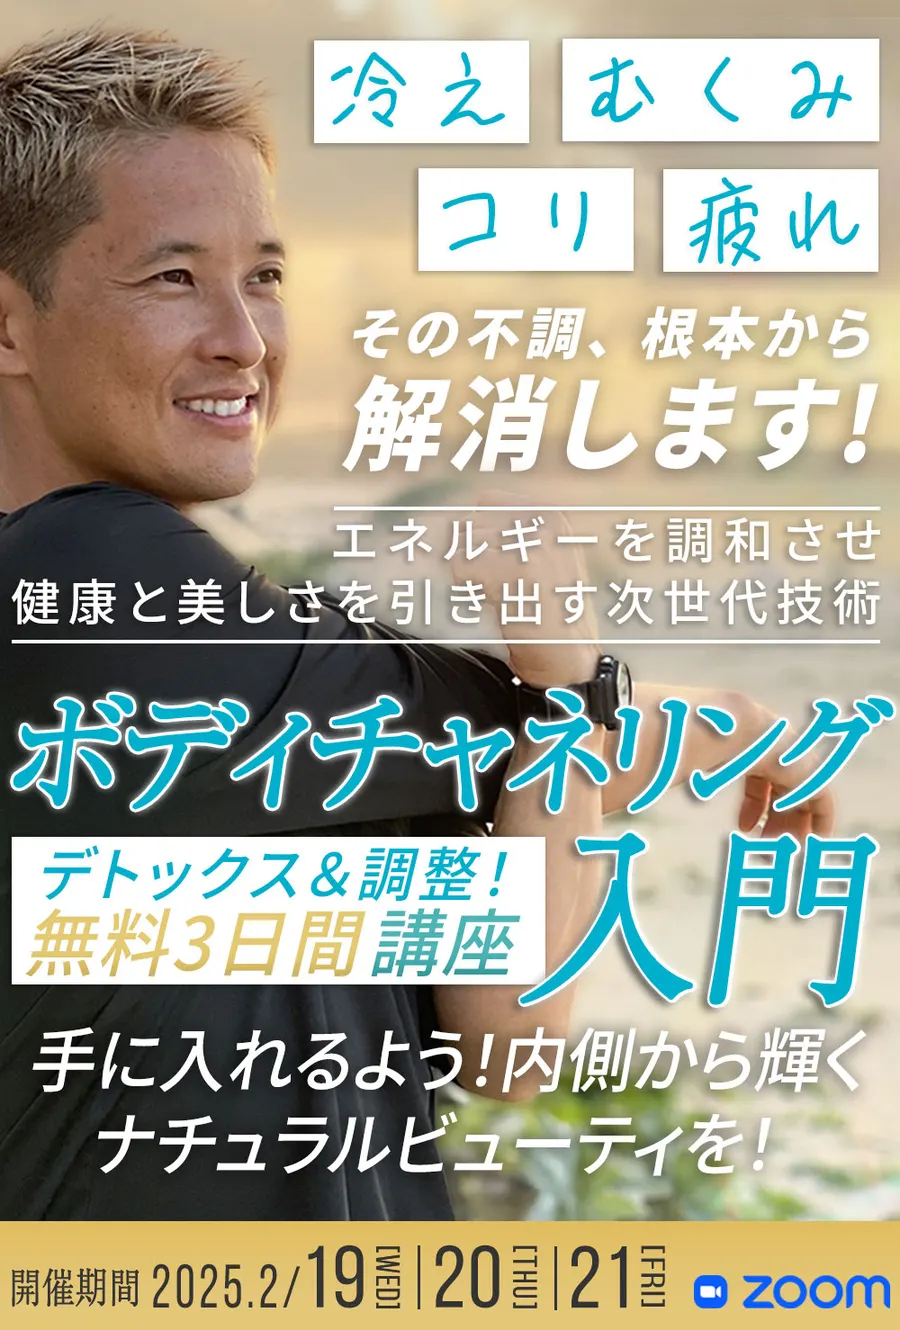 冷え むくみ
コリ 疲れ
その不調、根本から
解消します!
エネルギーを調和させ
健康と美しさを引き出す次世代技術
ボディチャネリング
入門
デトックス&調整!
無料3日間講座
手に入れるよう!内側から輝く
ナチュラルビューティを!
開催期間 2025.2/19[WED]|20[THU]|21[FRI] zoom